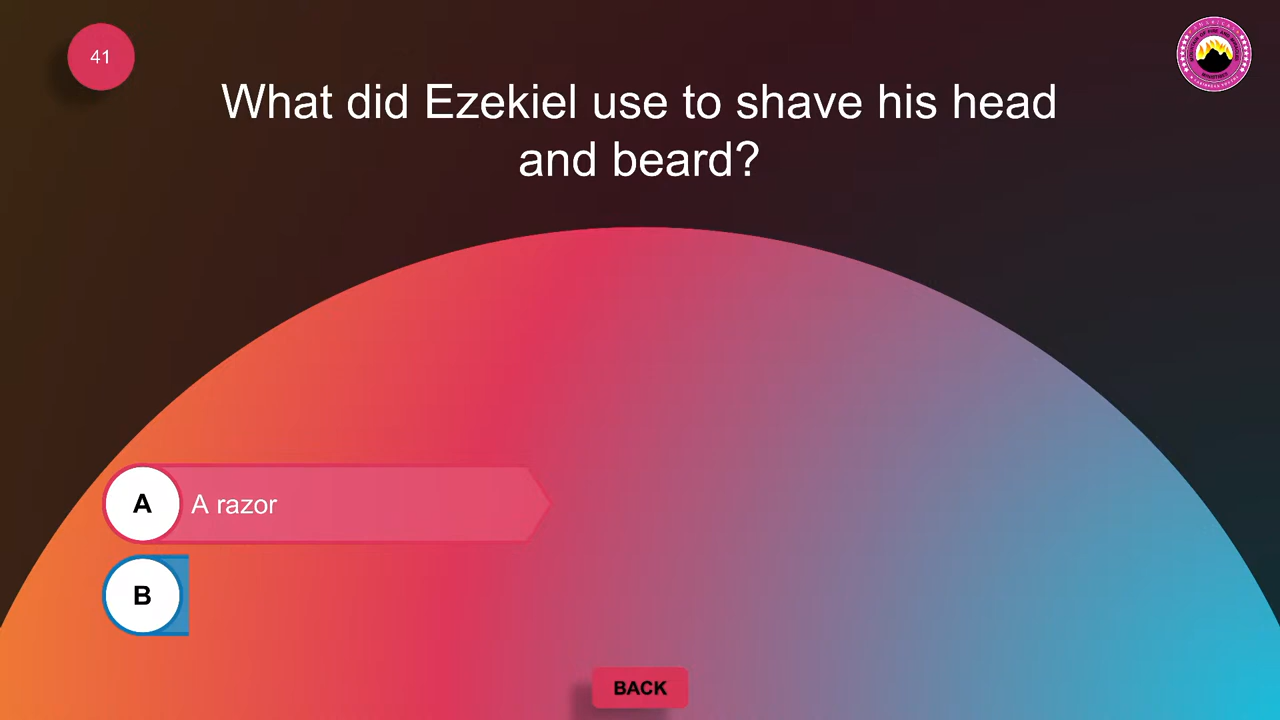 41
What did Ezekiel use to shave his head
and beard?
A
A razor
B
BACK